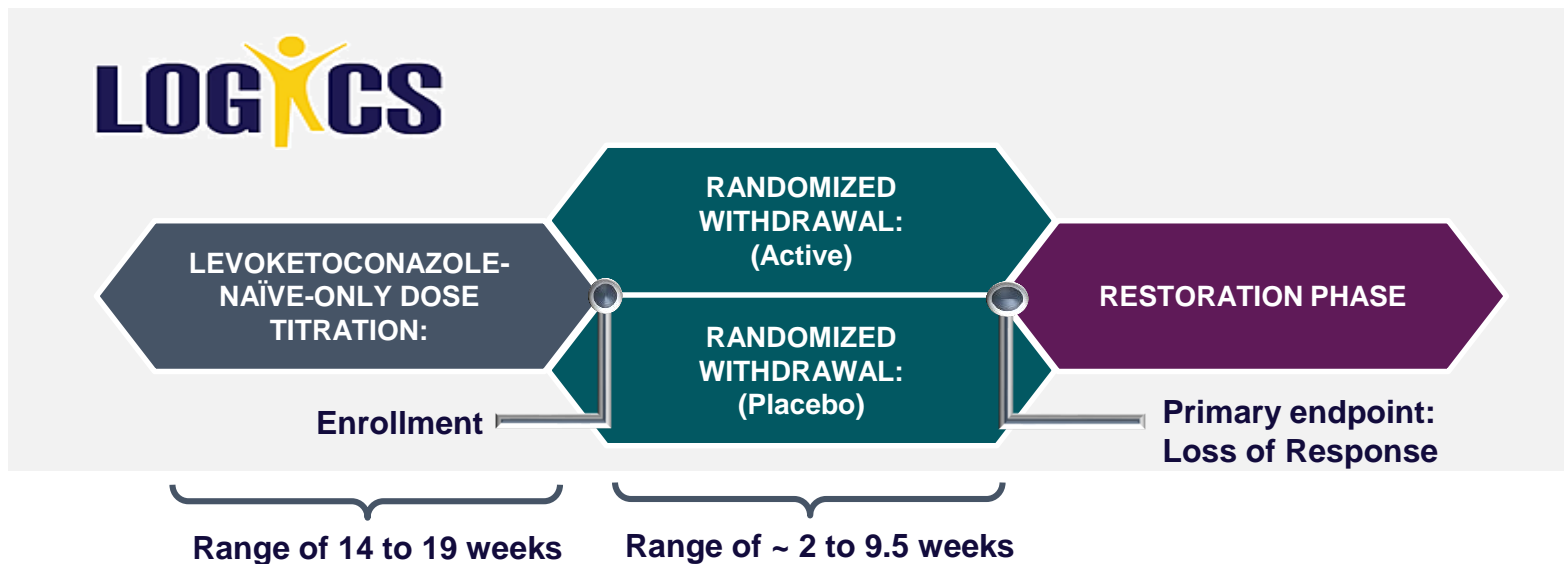 LOGICS
RANDOMIZED
WITHDRAWAL:
(Active)
LEVOKETOCONAZOLE-
NAÏVE-ONLY DOSE
TITRATION:
RESTORATION PHASE
RANDOMIZED
WITHDRAWAL:
(Placebo)
Enrollment
Primary endpoint:
Loss of Response
Range of 14 to 19 weeks
Range of ~ 2 to 9.5 weeks